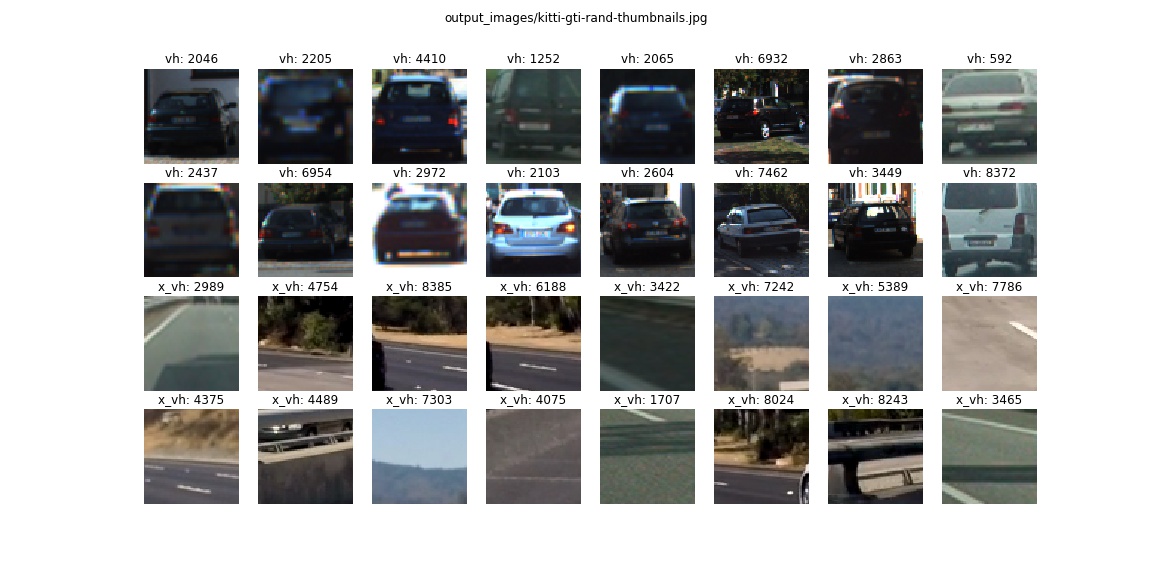 output_images/kitti-gti-rand-thumbnails.jpg
vh: 2046 vh: 2205 vh: 4410 vh: 1252 vh: 2065 vh: 6932 vh: 2863 vh: 592
vh: 2437 vh: 6954 vh: 2972 vh: 2103 vh: 2604 vh: 7462 vh: 3449 vh: 8372
x_vh: 2989 x_vh: 4754 x_vh: 8385 x_vh: 6188 x_vh: 3422 x_vh: 7242 x_vh: 5389 x_vh: 7786
x_vh: 4375 x_vh: 4489 x_vh: 7303 x_vh: 4075 x_vh: 1707 x_vh: 8024 x_vh: 8243 x_vh: 3465